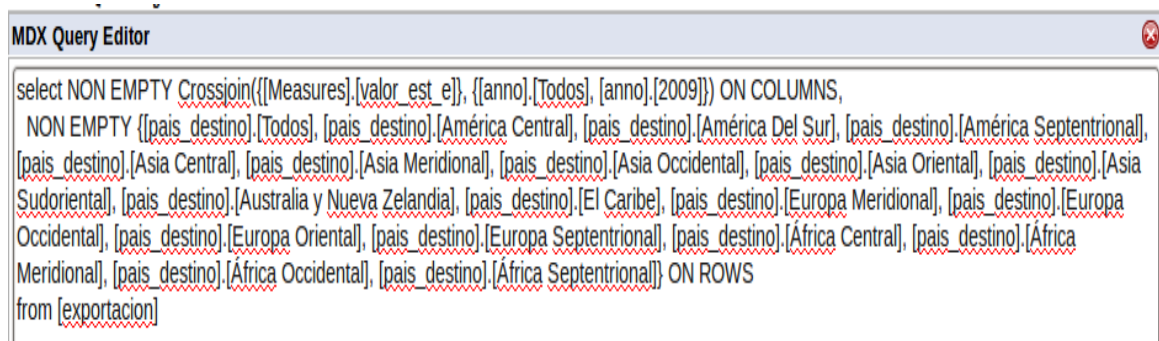 MDX Query Editor
select NON EMPTY Crossjoin({[Measures].[valor_est_e]}, {[anno].[Todos], [anno].[2009]}) ON COLUMNS,
NON EMPTY {[pais_destino].[Todos], [pais_destino].[América Central], [pais_destino].[América Del Sur], [pais_destino].[América Septentrional],
[pais_destino].[Asia Central], [pais_destino].[Asia Meridional], [pais_destino].[Asia Occidental], [pais_destino].[Asia Oriental], [pais_destino].[Asia
Sudoriental], [pais_destino].[Australia y Nueva Zelandia], [pais_destino].[El Caribe], [pais_destino].[Europa Meridional], [pais_destino].[Europa
Occidental], [pais_destino].[Europa Oriental], [pais_destino].[Europa Septentrional], [pais_destino].[África Central], [pais_destino].[África
Meridional], [pais_destino].[África Occidental], [pais_destino].[África Septentrional]} ON ROWS
from [exportacion]